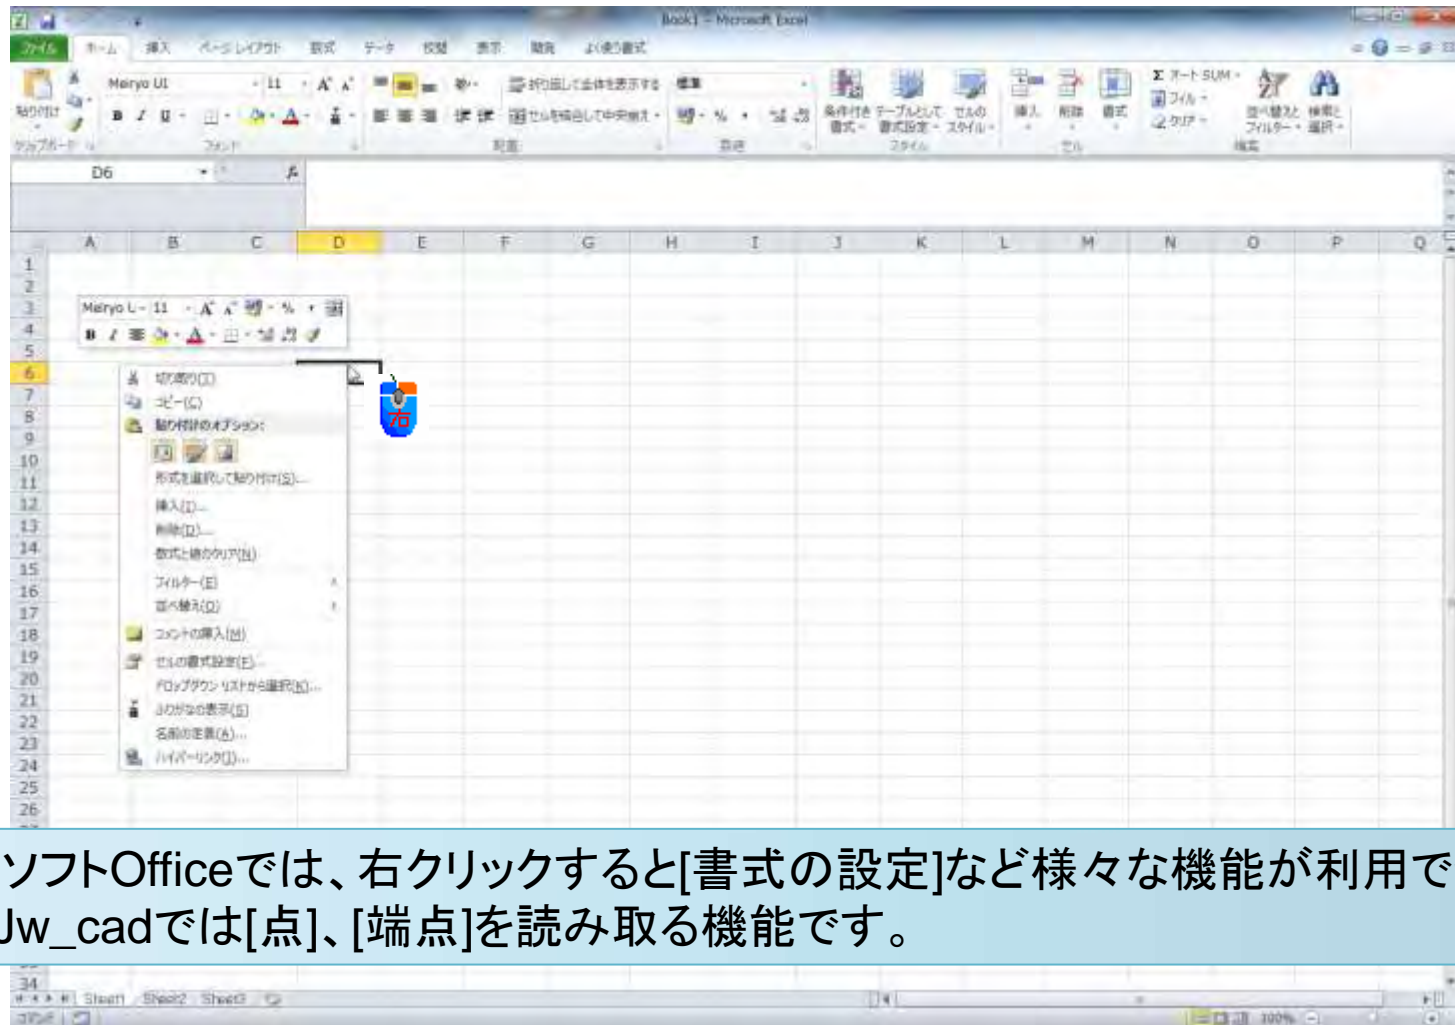 Book1 - Microsoft Excel
ファイル ホーム 挿入 ページ レイアウト 数式 データ 校閲 表示 開発 よく使う書式
Meiryo UI 11 折り返して全体を表示する 標準 Σ オート SUM
貼り付け B I U セルを結合して中央揃え % 条件付き書式 テーブルとして書式設定 セルのスタイル 挿入 削除 書式 フィル クリア 並べ替えとフィルター 検索と選択
クリップボード フォント 配置 数値 スタイル セル 編集
D6 fx
A B C D E F G H I J K L M N O P Q
1
2
3
4
5
6
7
8
9
10
11
12
13
14
15
16
17
18
19
20
21
22
23
24
25
26
Meiryo U 11 A A %
B I A
切り取り(T)
コピー(C)
貼り付けのオプション:
形式を選択して貼り付け(S)...
挿入(I)...
削除(D)...
数式と値のクリア(N)
フィルター(E)
並べ替え(O)
コメントの挿入(M)
セルの書式設定(F)...
ドロップダウン リストから選択(K)...
ふりがなの表示(S)
名前の定義(A)...
ハイパーリンク(I)...
右
ソフトOfficeでは、右クリックすると[書式の設定]など様々な機能が利用で
Jw_cadでは[点]、[端点]を読み取る機能です。
34
Sheet1 Sheet2 Sheet3
コマンド 100%